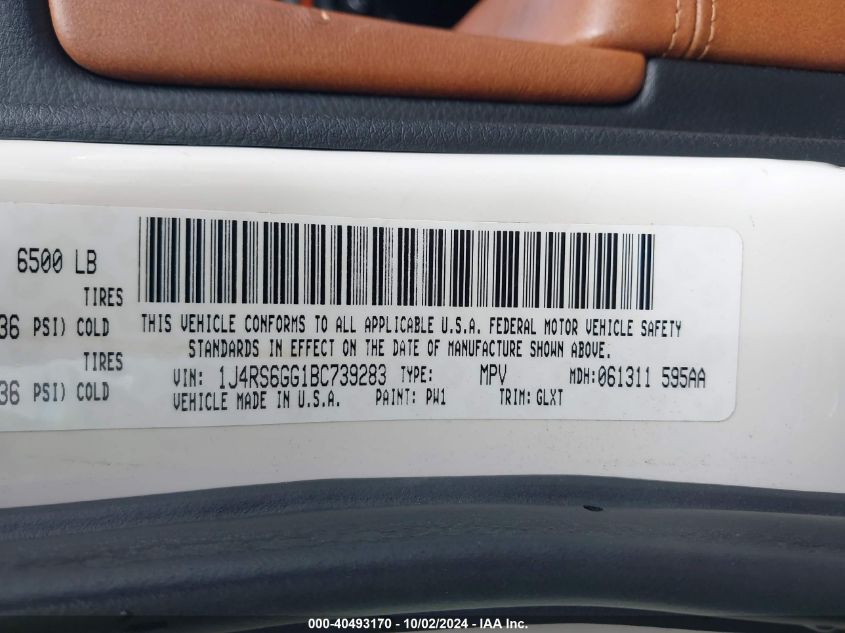 6500 LB
TIRES
36 PSI) COLD
TIRES
36 PSI) COLD
THIS VEHICLE CONFORMS TO ALL APPLICABLE U.S.A. FEDERAL MOTOR VEHICLE SAFETY
STANDARDS IN EFFECT ON THE DATE OF MANUFACTURE SHOWN ABOVE.
VIN: 1J4RS6GG1BC739283 TYPE: MPV MDH:061311 595AA
VEHICLE MADE IN U.S.A. PAINT: PW1 TRIM: GLXT
000-40493170 - 10/02/2024 - IAA Inc.